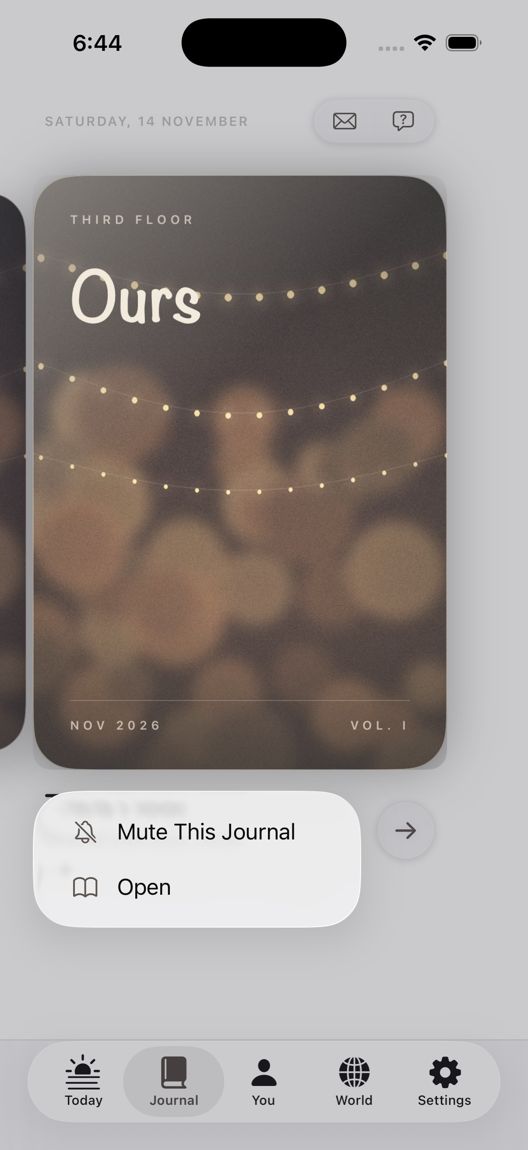 6:44
SATURDAY, 14 NOVEMBER
THIRD FLOOR
Ours
NOV 2026
VOL. I
Mute This Journal
Open
Today
Journal
You
World
Settings